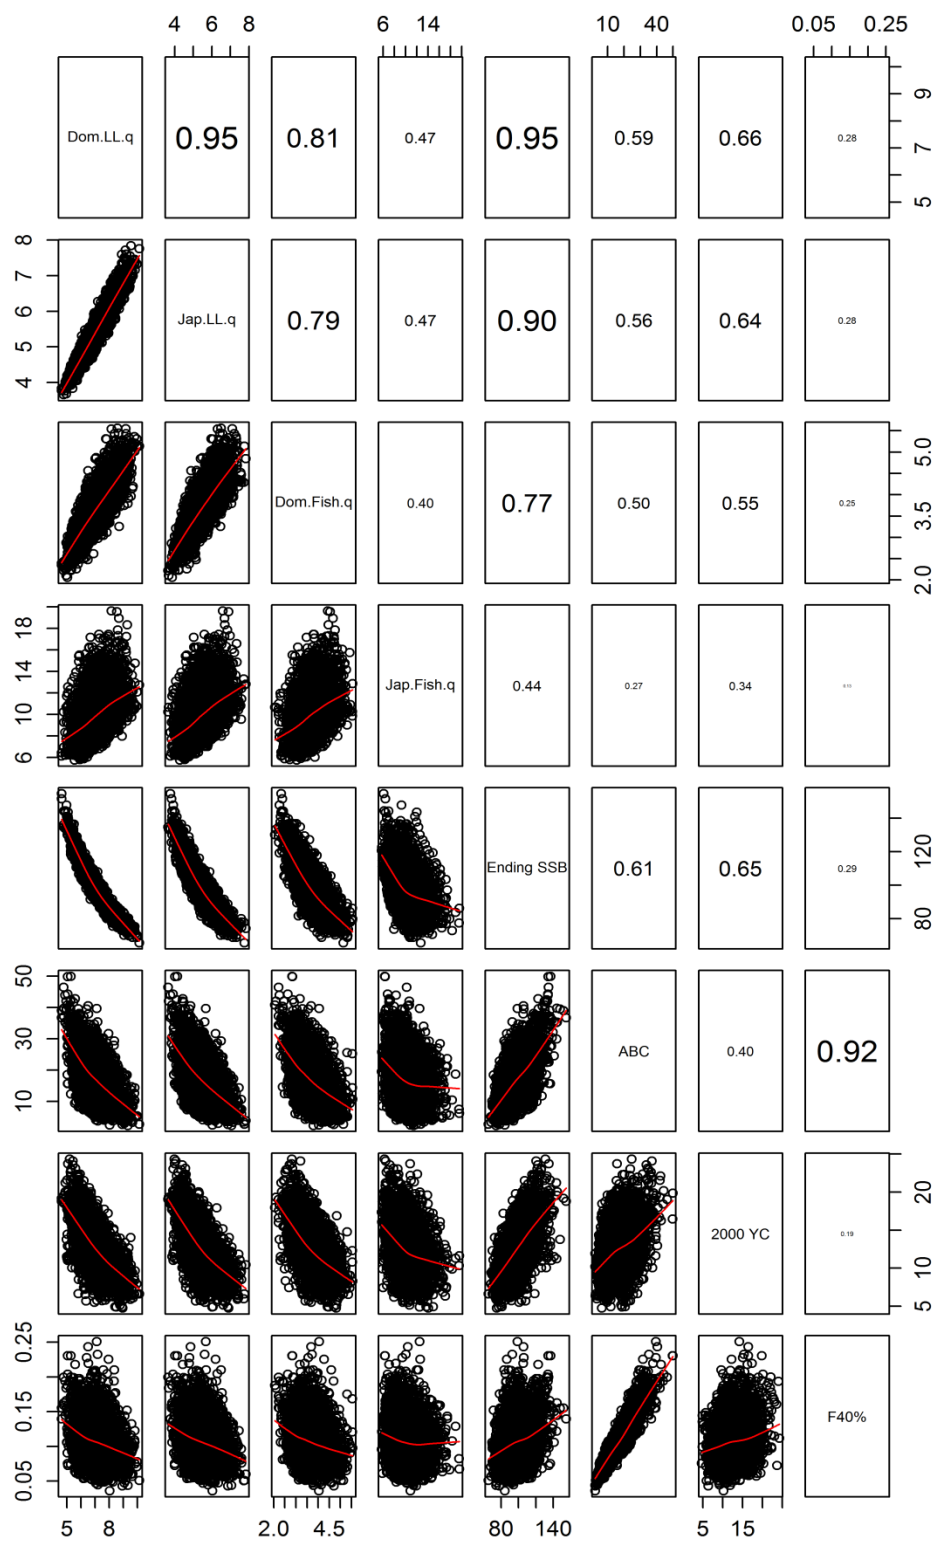 4 6 8 6 14 10 40 0.05 0.25
Dom.LL.q 0.95 0.81 0.47 0.95 0.59 0.66 0.28
5 7 9
4 5 6 7 8
Jap.LL.q 0.79 0.47 0.90 0.56 0.64 0.28
Dom.Fish.q 0.40 0.77 0.50 0.55 0.25
2.0 3.5 5.0
6 10 14 18
Jap.Fish.q 0.44 0.27 0.34
Ending SSB 0.61 0.65 0.29
80 120
10 30 50
ABC 0.40 0.92
2000 YC 0.19
5 10 20
0.05 0.15 0.25
F40%
5 8 2.0 4.5 80 140 5 15